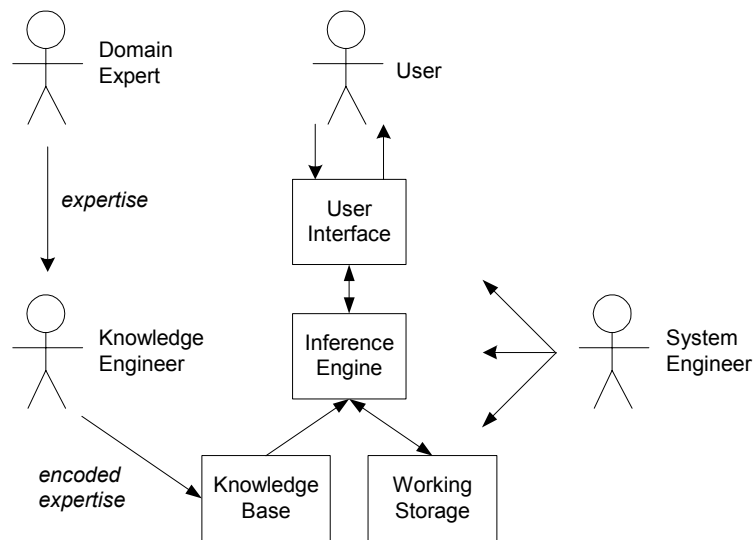 Domain
Expert
User
expertise
User
Interface
Knowledge
Engineer
Inference
Engine
System
Engineer
encoded
expertise
Knowledge
Base
Working
Storage